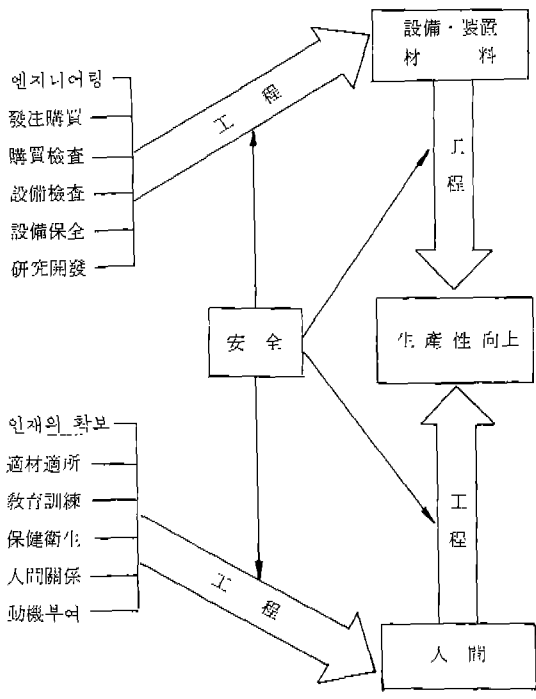 設備·装置
材 料
엔지니어링
發注購買
購買檢査
設備檢査
設備保全
研究開發
工程
工程
安 全
生産性向上
인재의 확보
適材適所
敎育訓練
保健衛生
人間關係
動機부여
工程
工程
人 間